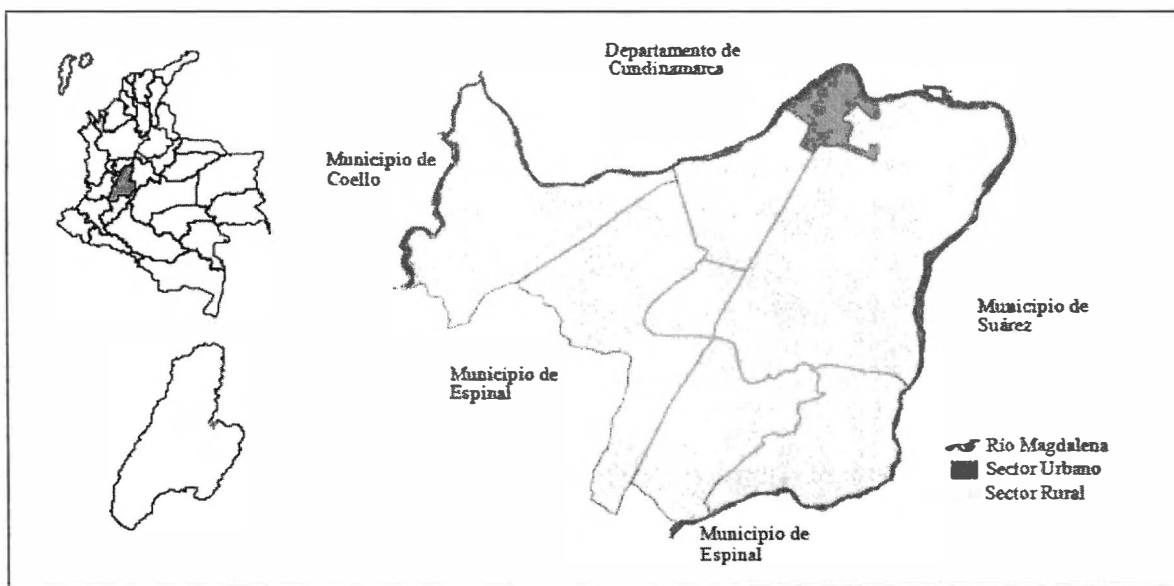 Departamento de
Cundinamarca
Municipio de
Coello
Municipio de
Suárez
Municipio de
Espinal
Río Magdalena
Sector Urbano
Sector Rural
Municipio de
Espinal